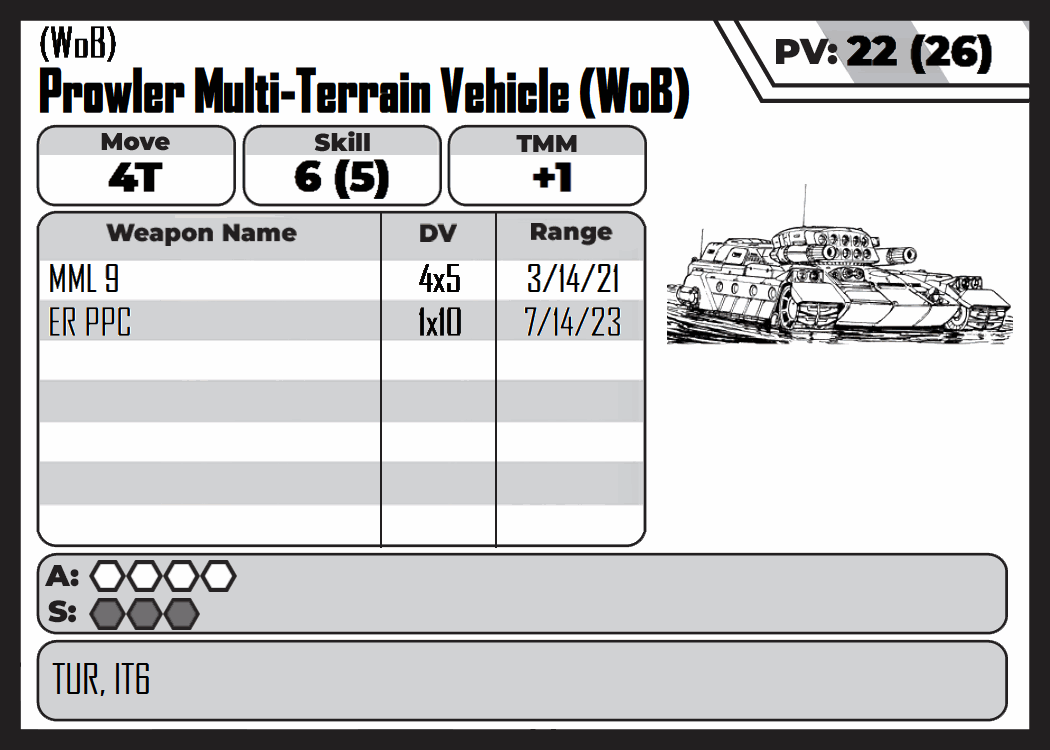 (WoB)
Prowler Multi-Terrain Vehicle (WoB)
PV: 22 (26)
Move Skill TMM
4T 6 (5) +1
Weapon Name DV Range
MML 9 4x5 3/14/21
ER PPC 1x10 7/14/23
A:
S:
TUR, IT6